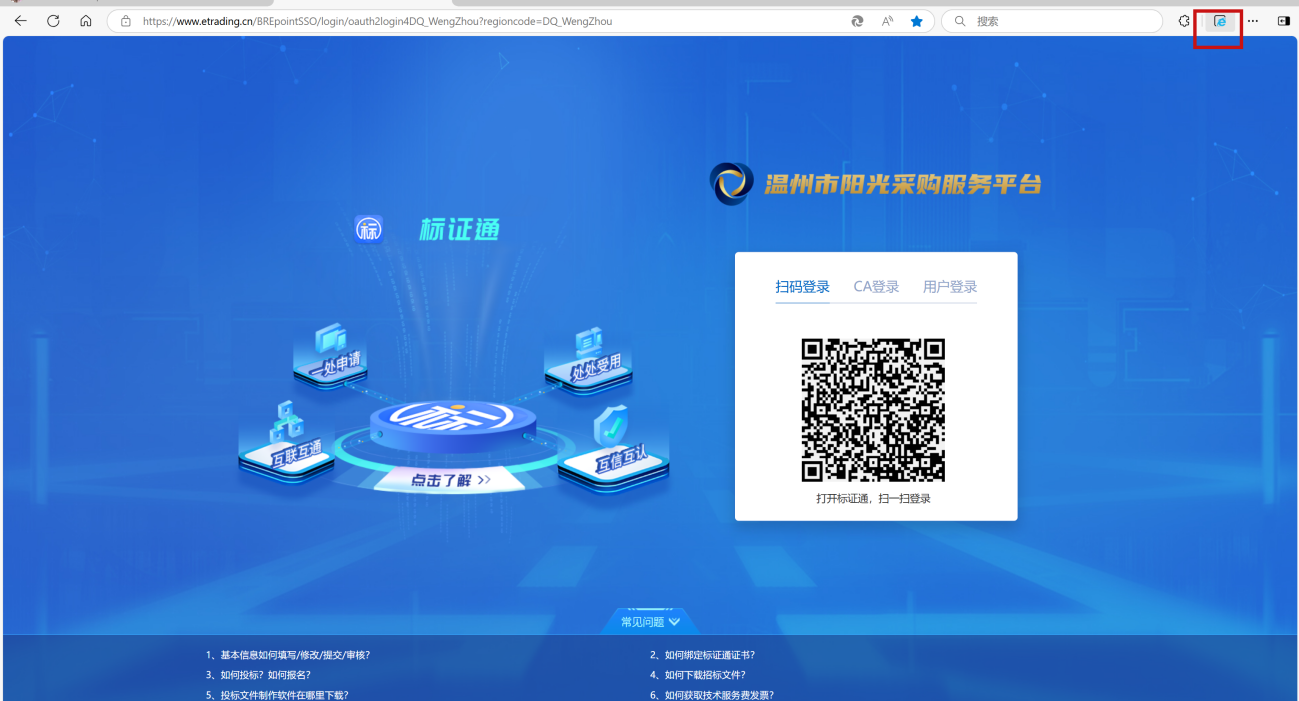 https://www.etrading.cn/BREpointSSO/login/oauth2login4DQ_WengZhou?regioncode=DQ_WengZhou
搜索
温州市阳光采购服务平台
标
标证通
扫码登录 CA登录 用户登录
一处申请
处处受用
互联互通
互信互认
点击了解 >>
打开标证通，扫一扫登录
常见问题
1、基本信息如何填写/修改/提交/审核?
2、如何绑定标证通证书?
3、如何投标? 如何报名?
4、如何下载招标文件?
5、投标文件制作软件在哪里下载?
6、如何获取技术服务费发票?